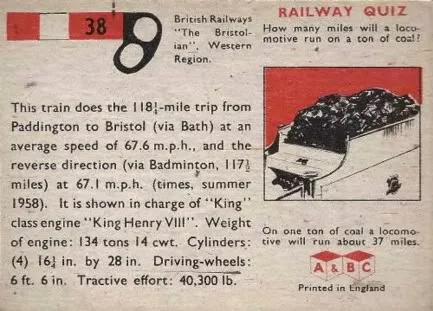 38
British Railways
"The Bristol-
ian". Western
Region.
This train does the 118¼-mile trip from
Paddington to Bristol (via Bath) at an
average speed of 67.6 m.p.h., and the
reverse direction (via Badminton, 117½
miles) at 67.1 m.p.h. (times, summer
1958). It is shown in charge of "King"
class engine "King Henry VIII". Weight
of engine: 134 tons 14 cwt. Cylinders:
(4) 16¼ in. by 28 in. Driving-wheels:
6 ft. 6 in. Tractive effort: 40,300 lb.
RAILWAY QUIZ
How many miles will a loco-
motive run on a ton of coal?
On one ton of coal a locomo-
tive will run about 37 miles.
A & B C
Printed in England